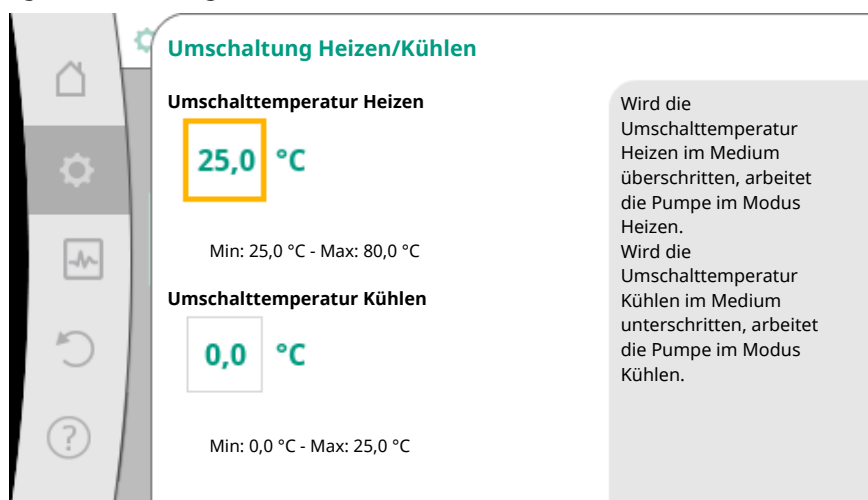 Umschaltung Heizen/Kühlen
Umschalttemperatur Heizen
25,0 °C
Min: 25,0 °C - Max: 80,0 °C
Umschalttemperatur Kühlen
0,0 °C
Min: 0,0 °C - Max: 25,0 °C
Wird die
Umschalttemperatur
Heizen im Medium
überschritten, arbeitet
die Pumpe im Modus
Heizen.
Wird die
Umschalttemperatur
Kühlen im Medium
unterschritten, arbeitet
die Pumpe im Modus
Kühlen.
?